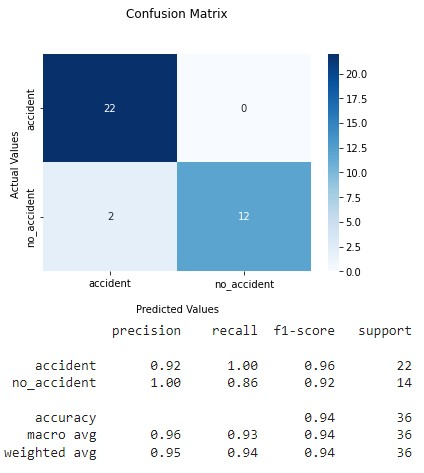 Confusion Matrix
Actual Values
accident
22
0
no_accident
2
12
accident
no_accident
Predicted Values
20.0
17.5
15.0
12.5
10.0
7.5
5.0
2.5
0.0
precision recall f1-score support
accident 0.92 1.00 0.96 22
no_accident 1.00 0.86 0.92 14
accuracy 0.94 36
macro avg 0.96 0.93 0.94 36
weighted avg 0.95 0.94 0.94 36